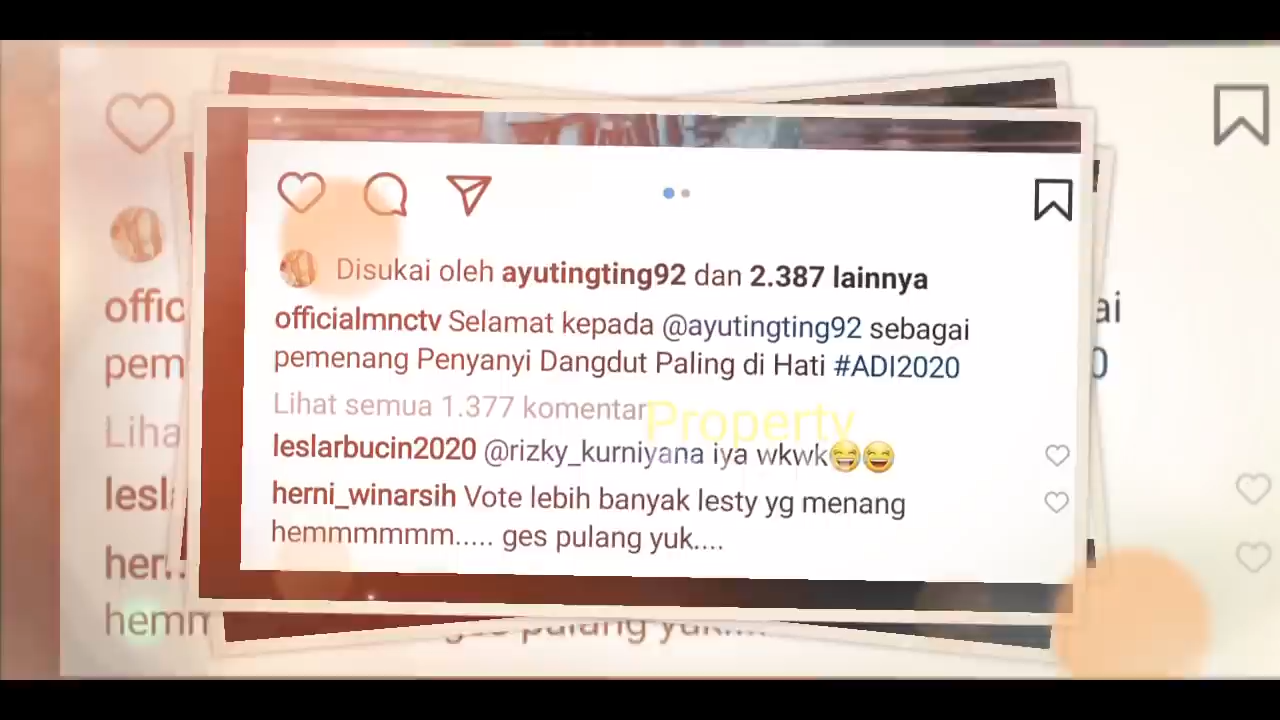 Disukai oleh ayutingting92 dan 2.387 lainnya
officialmnctv Selamat kepada @ayutingting92 sebagai
pemenang Penyanyi Dangdut Paling di Hati #ADI2020
Lihat semua 1.377 komentar
Property
leslarbucin2020 @rizky_kurniyana iya wkwk😄😄
herni_winarsih Vote lebih banyak lesty yg menang
hemmmmmm..... ges pulang yuk....